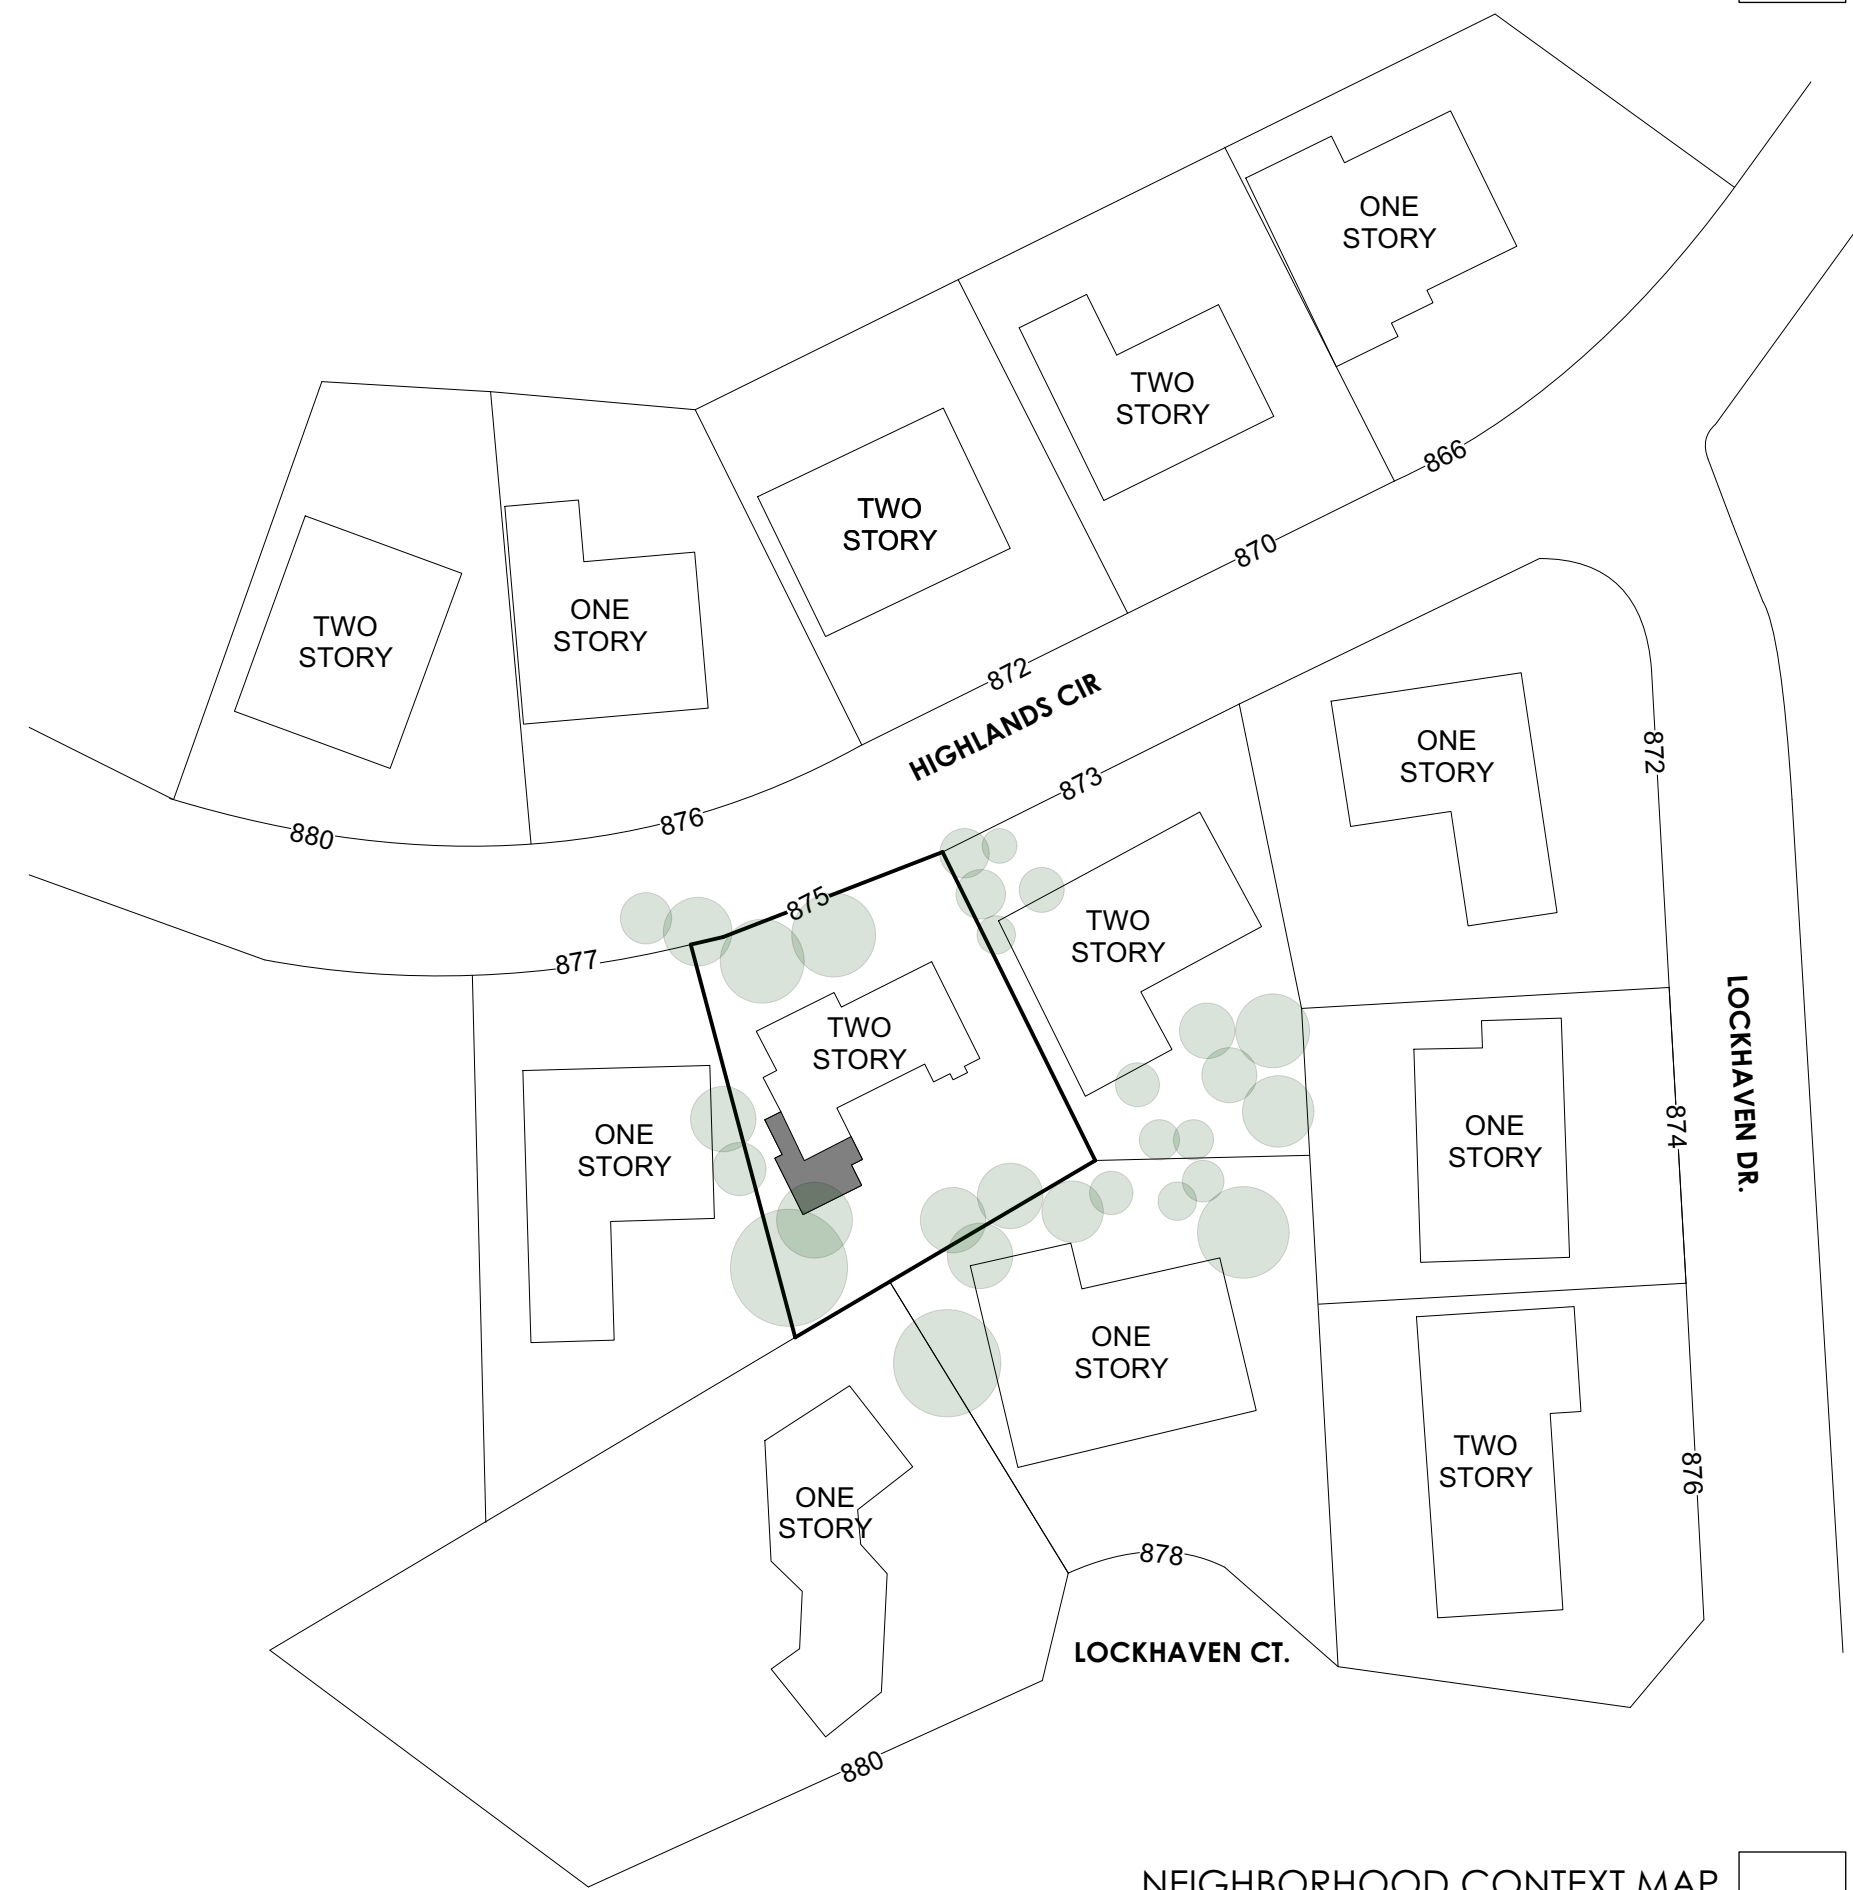 ONE
STORY
TWO
STORY
866
TWO
STORY
870
ONE
STORY
TWO
STORY
872
HIGHLANDS CIR
ONE
STORY
872
873
876
880
875
TWO
STORY
877
TWO
STORY
LOCKHAVEN DR.
ONE
STORY
ONE
STORY
874
ONE
STORY
TWO
STORY
876
ONE
STORY
878
LOCKHAVEN CT.
880
NEIGHBORHOOD CONTEXT MAP